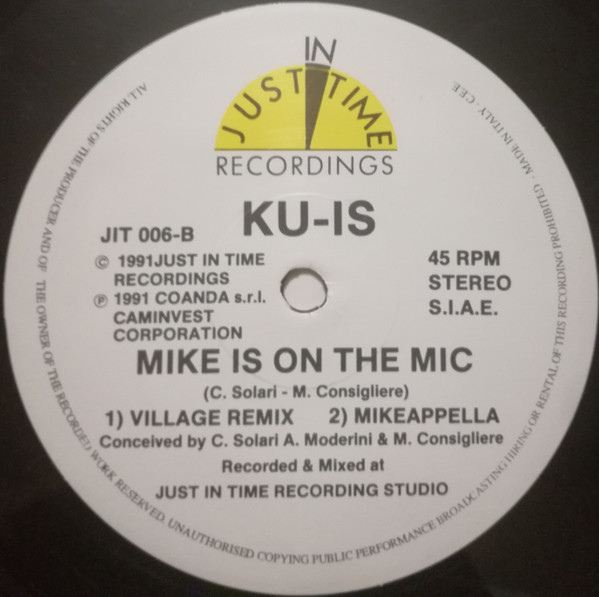 IN
JUST TIME
RECORDINGS
KU-IS
JIT 006-B
© 1991JUST IN TIME
RECORDINGS
℗ 1991 COANDA s.r.l.
CAMINVEST
CORPORATION
45 RPM
STEREO
S.I.A.E.
MIKE IS ON THE MIC
(C. Solari - M. Consigliere)
1) VILLAGE REMIX 2) MIKEAPPELLA
Conceived by C. Solari A. Moderini & M. Consigliere
Recorded & Mixed at
JUST IN TIME RECORDING STUDIO
ALL RIGHTS OF THE PRODUCER AND OF THE OWNER OF THE RECORDED WORK RESERVED. UNAUTHORISED COPYING PUBLIC PERFORMANCE BROADCASTING HIRING OR RENTAL OF THIS RECORDING PROHIBITED - MADE IN ITALY - CEE